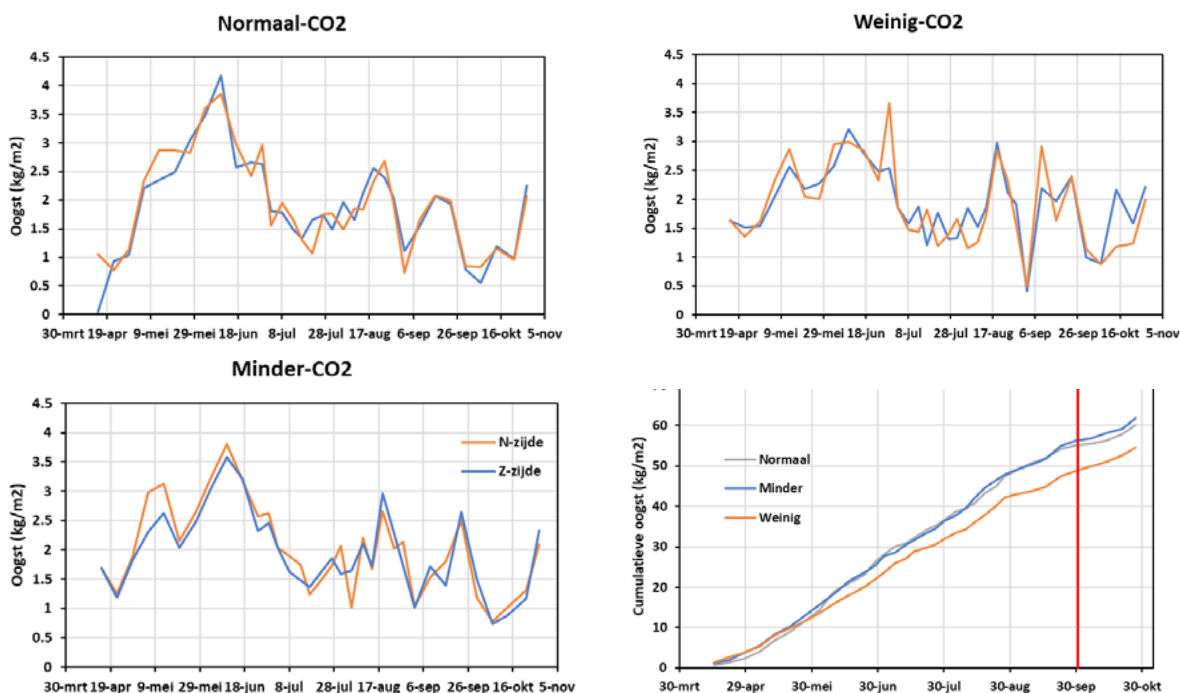 Normaal-CO2
Oogst (kg/m2)
4.5
4
3.5
3
2.5
2
1.5
1
0.5
0
30-mrt 19-apr 9-mei 29-mei 18-jun 8-jul 28-jul 17-aug 6-sep 26-sep 16-okt 5-nov
Weinig-CO2
Oogst (kg/m2)
4.5
4
3.5
3
2.5
2
1.5
1
0.5
0
30-mrt 19-apr 9-mei 29-mei 18-jun 8-jul 28-jul 17-aug 6-sep 26-sep 16-okt 5-nov
Minder-CO2
Oogst (kg/m2)
4.5
4
3.5
3
2.5
2
1.5
1
0.5
0
N-zijde
Z-zijde
30-mrt 19-apr 9-mei 29-mei 18-jun 8-jul 28-jul 17-aug 6-sep 26-sep 16-okt 5-nov
Cumulatieve oogst (kg/m2)
60
50
40
30
20
10
0
Normaal
Minder
Weinig
30-mrt 29-apr 30-mei 30-jun 30-jul 30-aug 30-sep 30-okt